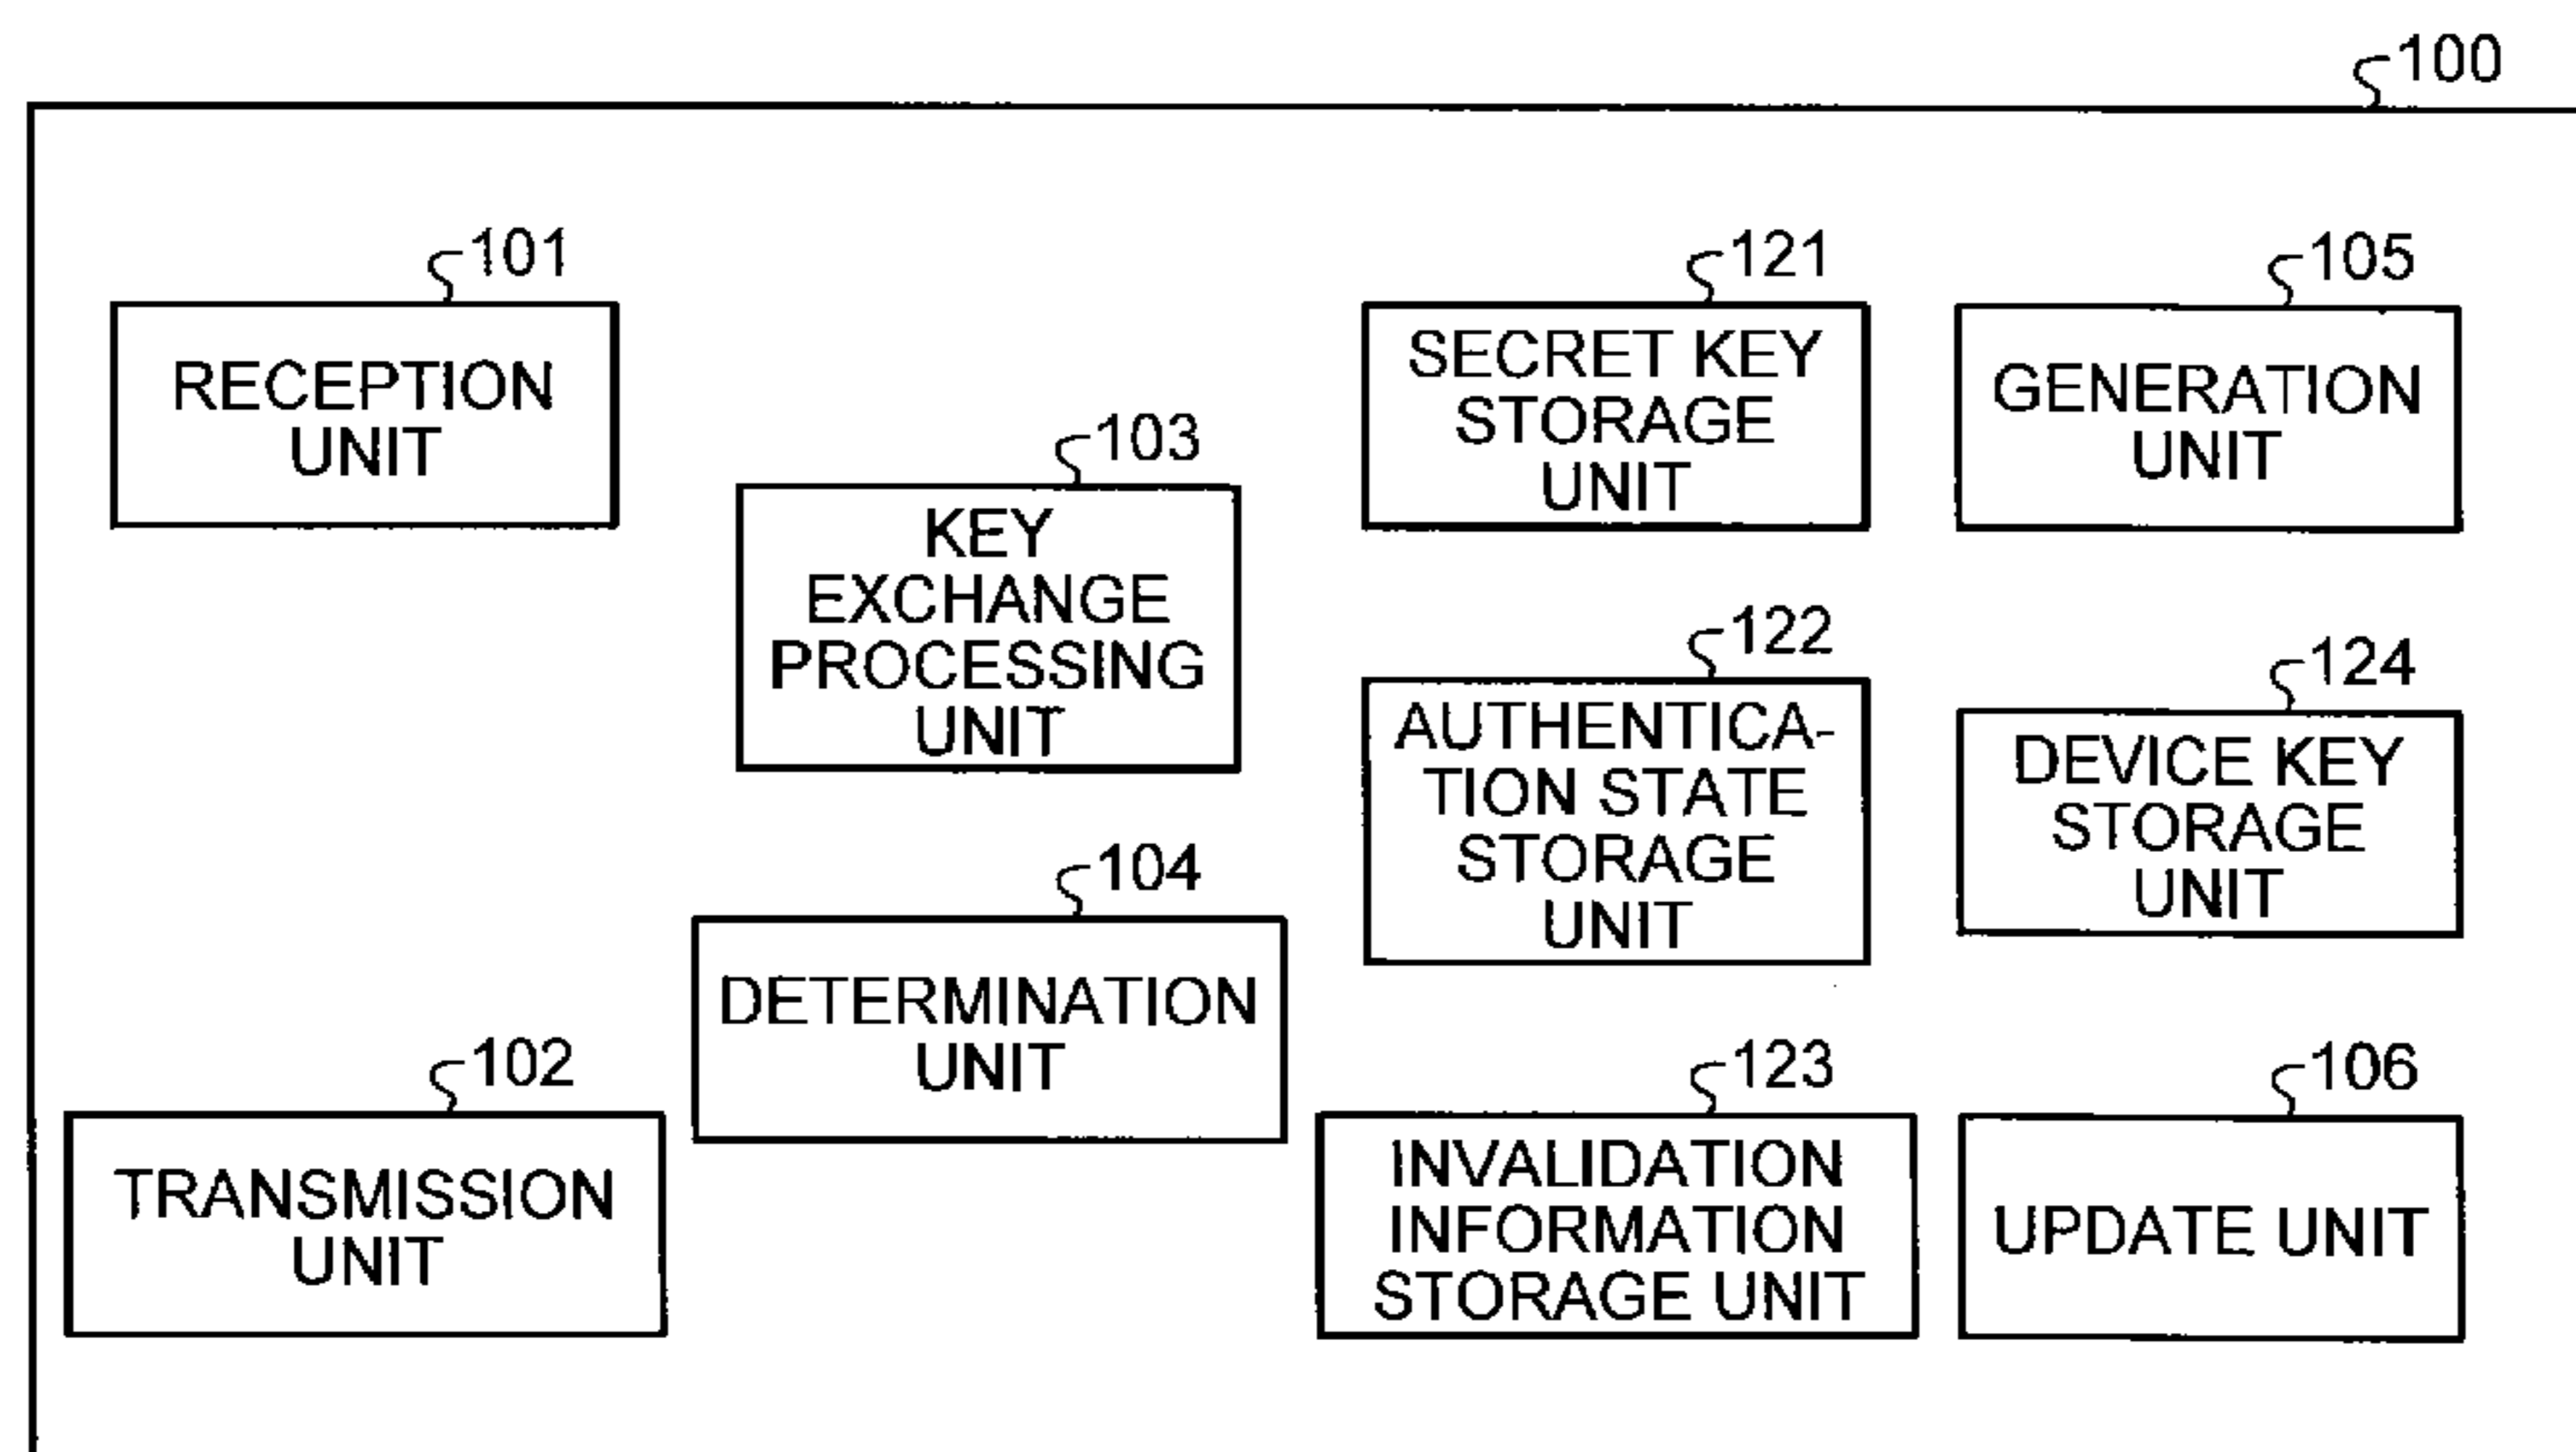 100
101
RECEPTION
UNIT
102
TRANSMISSION
UNIT
103
KEY
EXCHANGE
PROCESSING
UNIT
104
DETERMINATION
UNIT
121
SECRET KEY
STORAGE
UNIT
122
AUTHENTICA-
TION STATE
STORAGE
UNIT
123
INVALIDATION
INFORMATION
STORAGE UNIT
105
GENERATION
UNIT
124
DEVICE KEY
STORAGE
UNIT
106
UPDATE UNIT